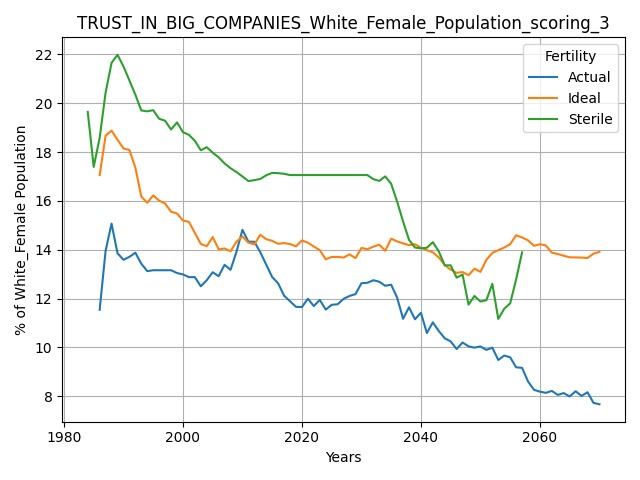 TRUST_IN_BIG_COMPANIES_White_Female_Population_scoring_3
Fertility
Actual
Ideal
Sterile
% of White_Female Population
22
20
18
16
14
12
10
8
1980
2000
2020
2040
2060
Years